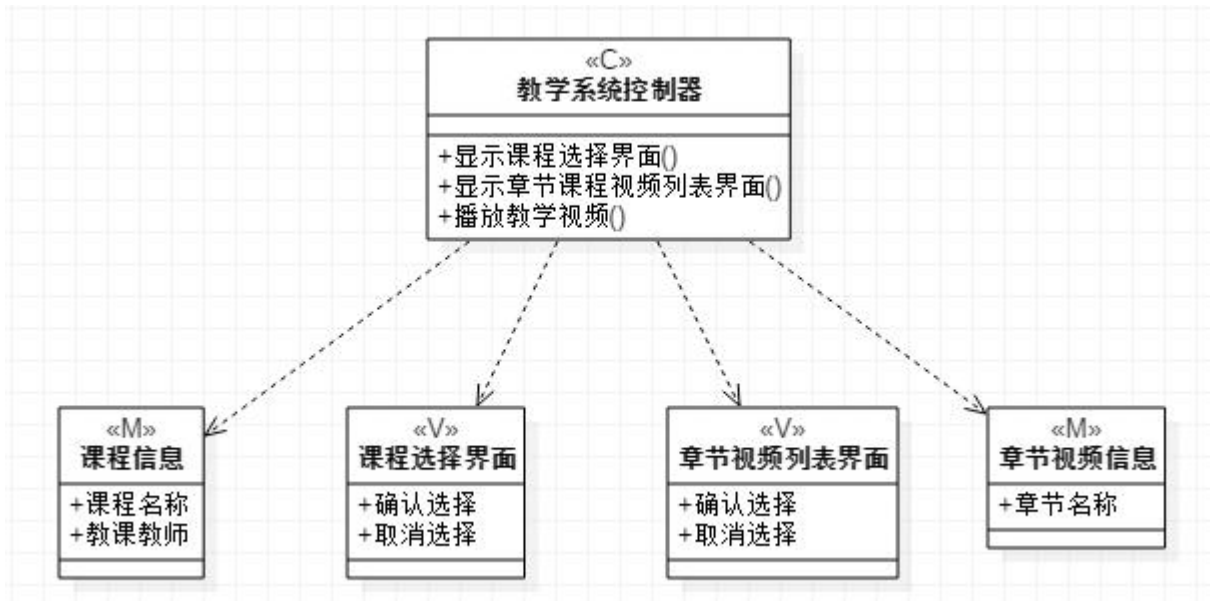 «C»
教学系统控制器
+显示课程选择界面()
+显示章节课程视频列表界面()
+播放教学视频()
«M»
课程信息
+课程名称
+教课教师
«V»
课程选择界面
+确认选择
+取消选择
«V»
章节视频列表界面
+确认选择
+取消选择
«M»
章节视频信息
+章节名称